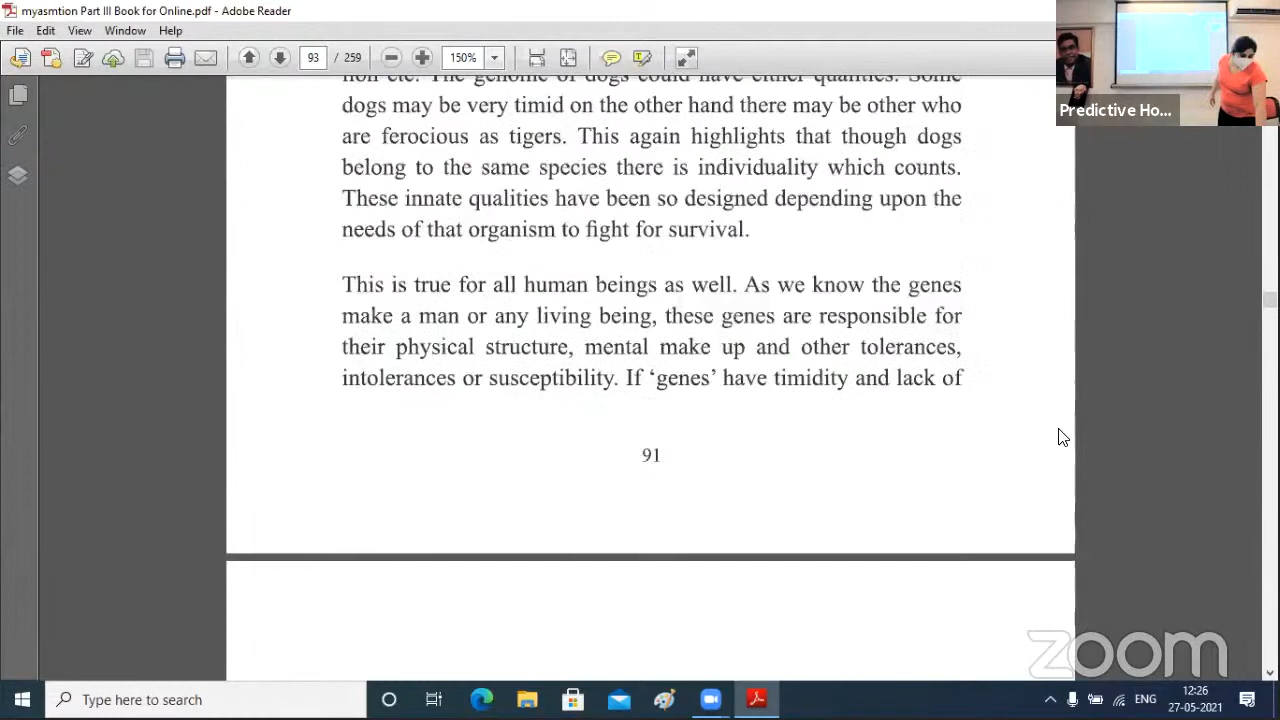 myasmtion Part III Book for Online.pdf - Adobe Reader
File Edit View Window Help
93 / 259 150%
non etc. The genome of dogs could have either qualities. Some
dogs may be very timid on the other hand there may be other who
are ferocious as tigers. This again highlights that though dogs
belong to the same species there is individuality which counts.
These innate qualities have been so designed depending upon the
needs of that organism to fight for survival.
This is true for all human beings as well. As we know the genes
make a man or any living being, these genes are responsible for
their physical structure, mental make up and other tolerances,
intolerances or susceptibility. If ‘genes’ have timidity and lack of
91
Predictive Ho...
zoom
Type here to search
ENG
12:26
27-05-2021